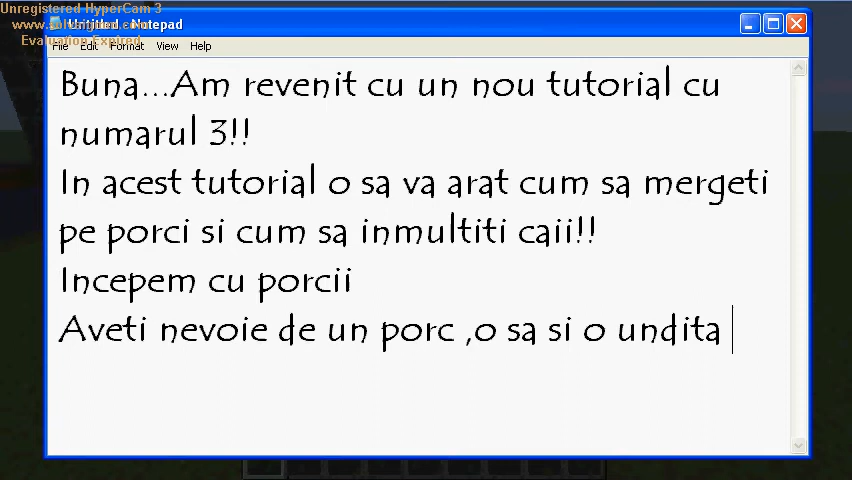 Unregistered HyperCam 3
Untitled - Notepad
Evaluation Expired
File Edit Format View Help
Buna...Am revenit cu un nou tutorial cu
numarul 3!!
In acest tutorial o sa va arat cum sa mergeti
pe porci si cum sa inmultiti caii!!
Incepem cu porcii
Aveti nevoie de un porc ,o sa si o undita